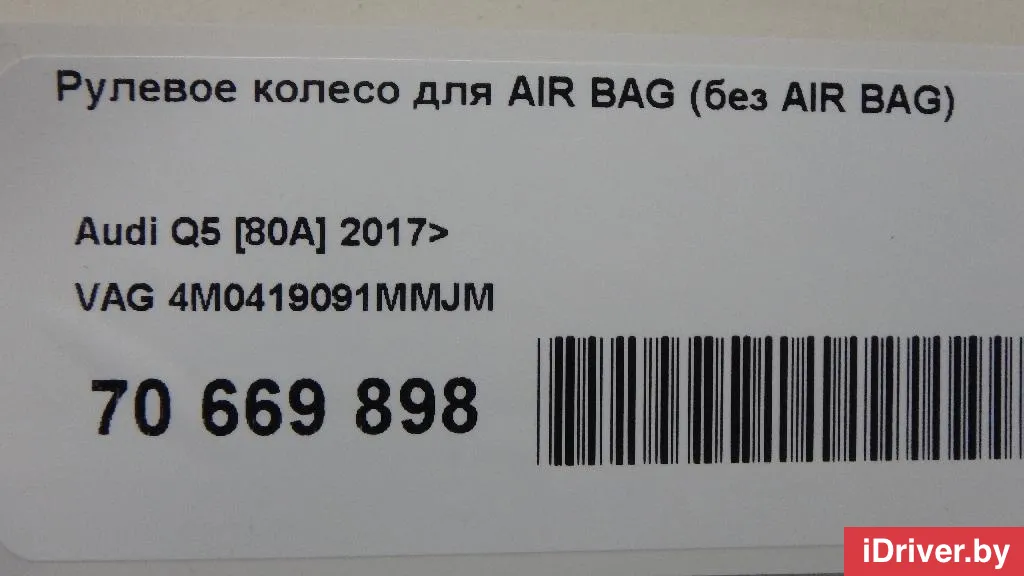 Рулевое колесо для AIR BAG (без AIR BAG)
Audi Q5 [80A] 2017>
VAG 4M0419091MMJM
70 669 898
iDriver.by